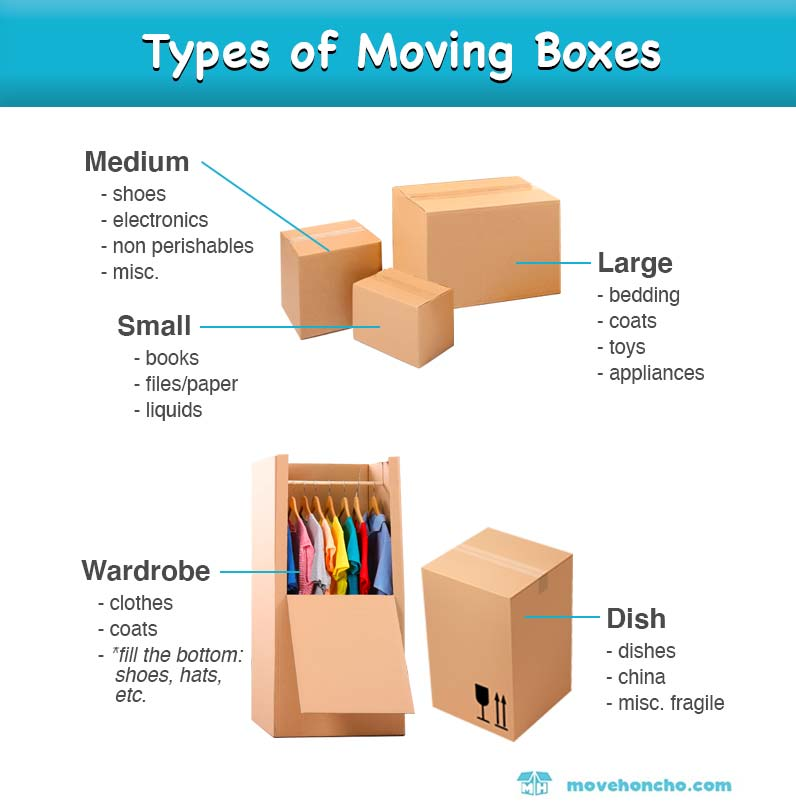 Types of Moving Boxes
Medium
- shoes
- electronics
- non perishables
- misc.
Large
- bedding
- coats
- toys
- appliances
Small
- books
- files/paper
- liquids
Wardrobe
- clothes
- coats
- *fill the bottom:
shoes, hats,
etc.
Dish
- dishes
- china
- misc. fragile
MH movehoncho.com